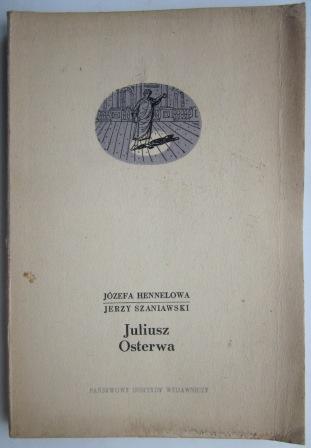 JÓZEFA HENNELOWA
JERZY SZANIAWSKI
Juliusz
Osterwa
PAŃSTWOWY INSTYTUT WYDAWNICZY